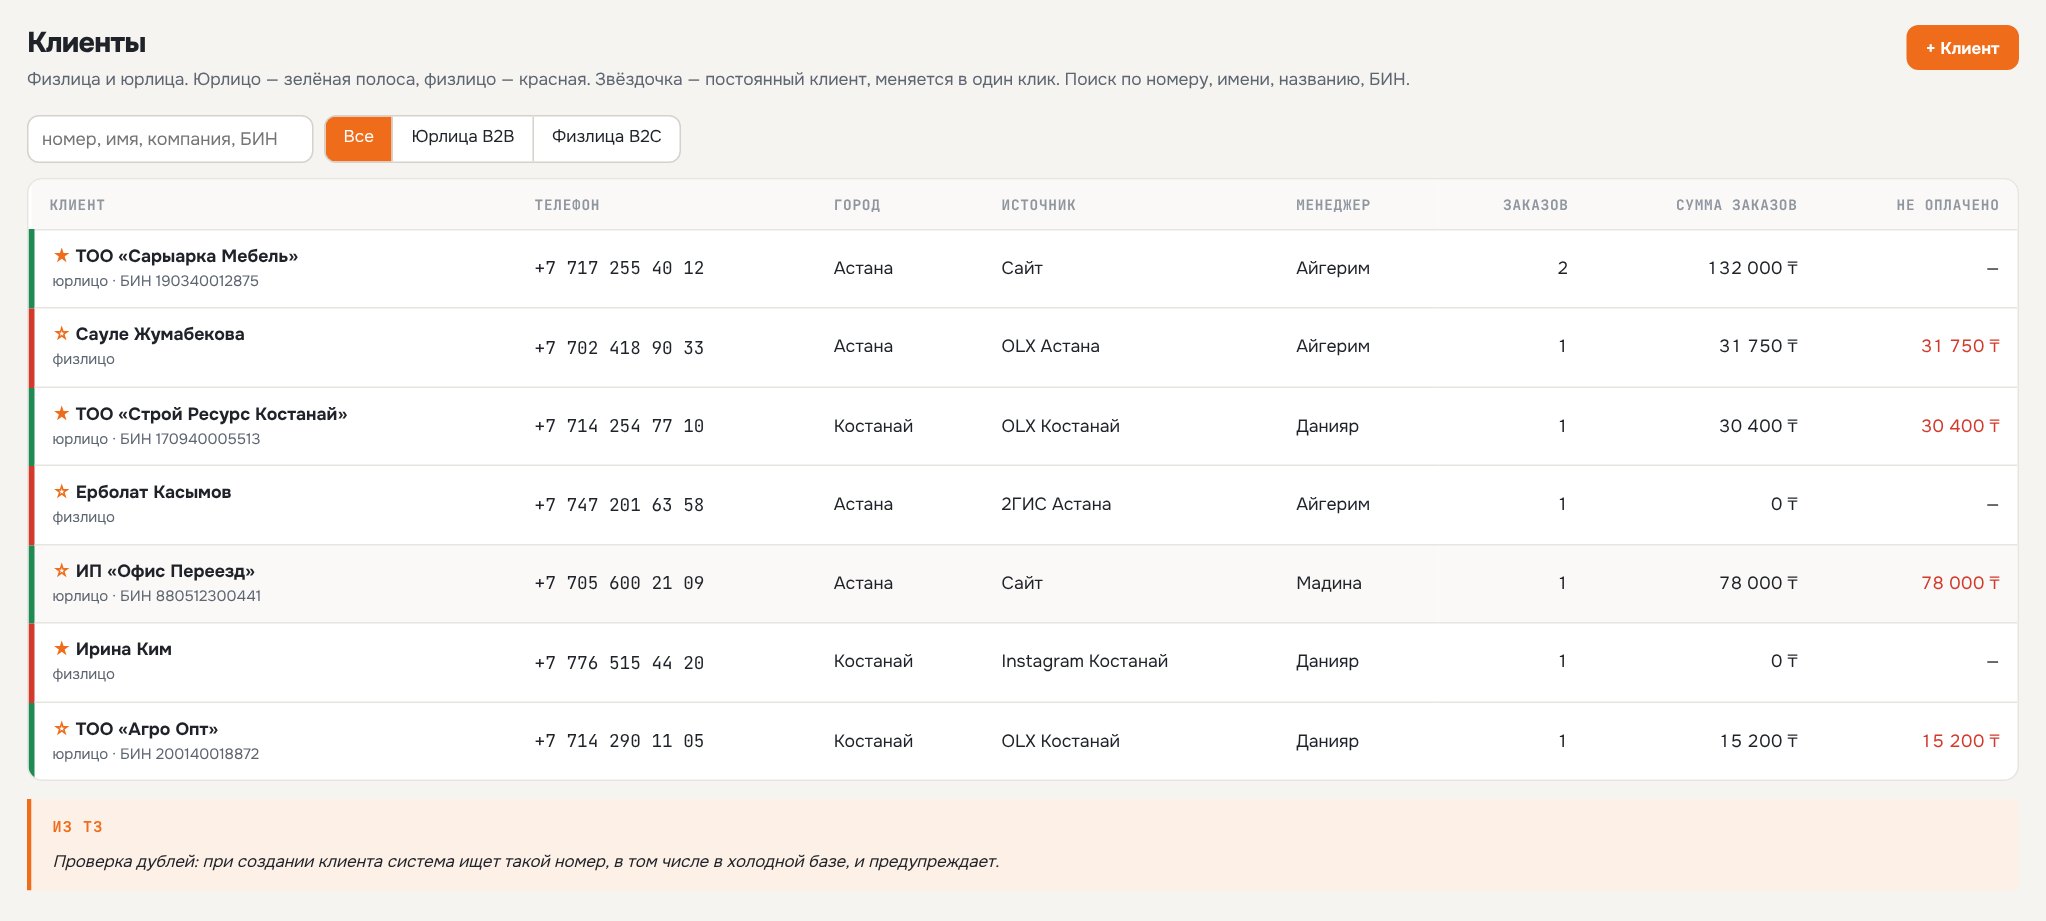 Клиенты
+ Клиент
Физлица и юрлица. Юрлицо — зелёная полоса, физлицо — красная. Звёздочка — постоянный клиент, меняется в один клик. Поиск по номеру, имени, названию, БИН.
номер, имя, компания, БИН
Все Юрлица B2B Физлица B2C
КЛИЕНТ ТЕЛЕФОН ГОРОД ИСТОЧНИК МЕНЕДЖЕР ЗАКАЗОВ СУММА ЗАКАЗОВ НЕ ОПЛАЧЕНО
★ ТОО «Сарыарка Мебель»
юрлицо · БИН 190340012875
+7 717 255 40 12 Астана Сайт Айгерим 2 132 000 ₸ —
☆ Сауле Жумабекова
физлицо
+7 702 418 90 33 Астана OLX Астана Айгерим 1 31 750 ₸ 31 750 ₸
★ ТОО «Строй Ресурс Костанай»
юрлицо · БИН 170940005513
+7 714 254 77 10 Костанай OLX Костанай Данияр 1 30 400 ₸ 30 400 ₸
☆ Ерболат Касымов
физлицо
+7 747 201 63 58 Астана 2ГИС Астана Айгерим 1 0 ₸ —
☆ ИП «Офис Переезд»
юрлицо · БИН 880512300441
+7 705 600 21 09 Астана Сайт Мадина 1 78 000 ₸ 78 000 ₸
★ Ирина Ким
физлицо
+7 776 515 44 20 Костанай Instagram Костанай Данияр 1 0 ₸ —
☆ ТОО «Агро Опт»
юрлицо · БИН 200140018872
+7 714 290 11 05 Костанай OLX Костанай Данияр 1 15 200 ₸ 15 200 ₸
ИЗ ТЗ
Проверка дублей: при создании клиента система ищет такой номер, в том числе в холодной базе, и предупреждает.